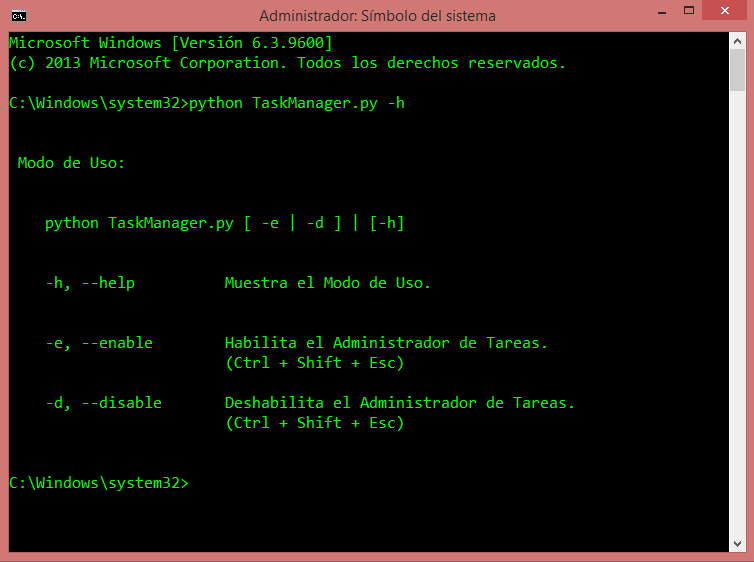 Administrador: Símbolo del sistema
Microsoft Windows [Versión 6.3.9600]
(c) 2013 Microsoft Corporation. Todos los derechos reservados.
C:\Windows\system32>python TaskManager.py -h
Modo de Uso:
python TaskManager.py [ -e | -d ] | [-h]
-h, --help Muestra el Modo de Uso.
-e, --enable Habilita el Administrador de Tareas.
(Ctrl + Shift + Esc)
-d, --disable Deshabilita el Administrador de Tareas.
(Ctrl + Shift + Esc)
C:\Windows\system32>